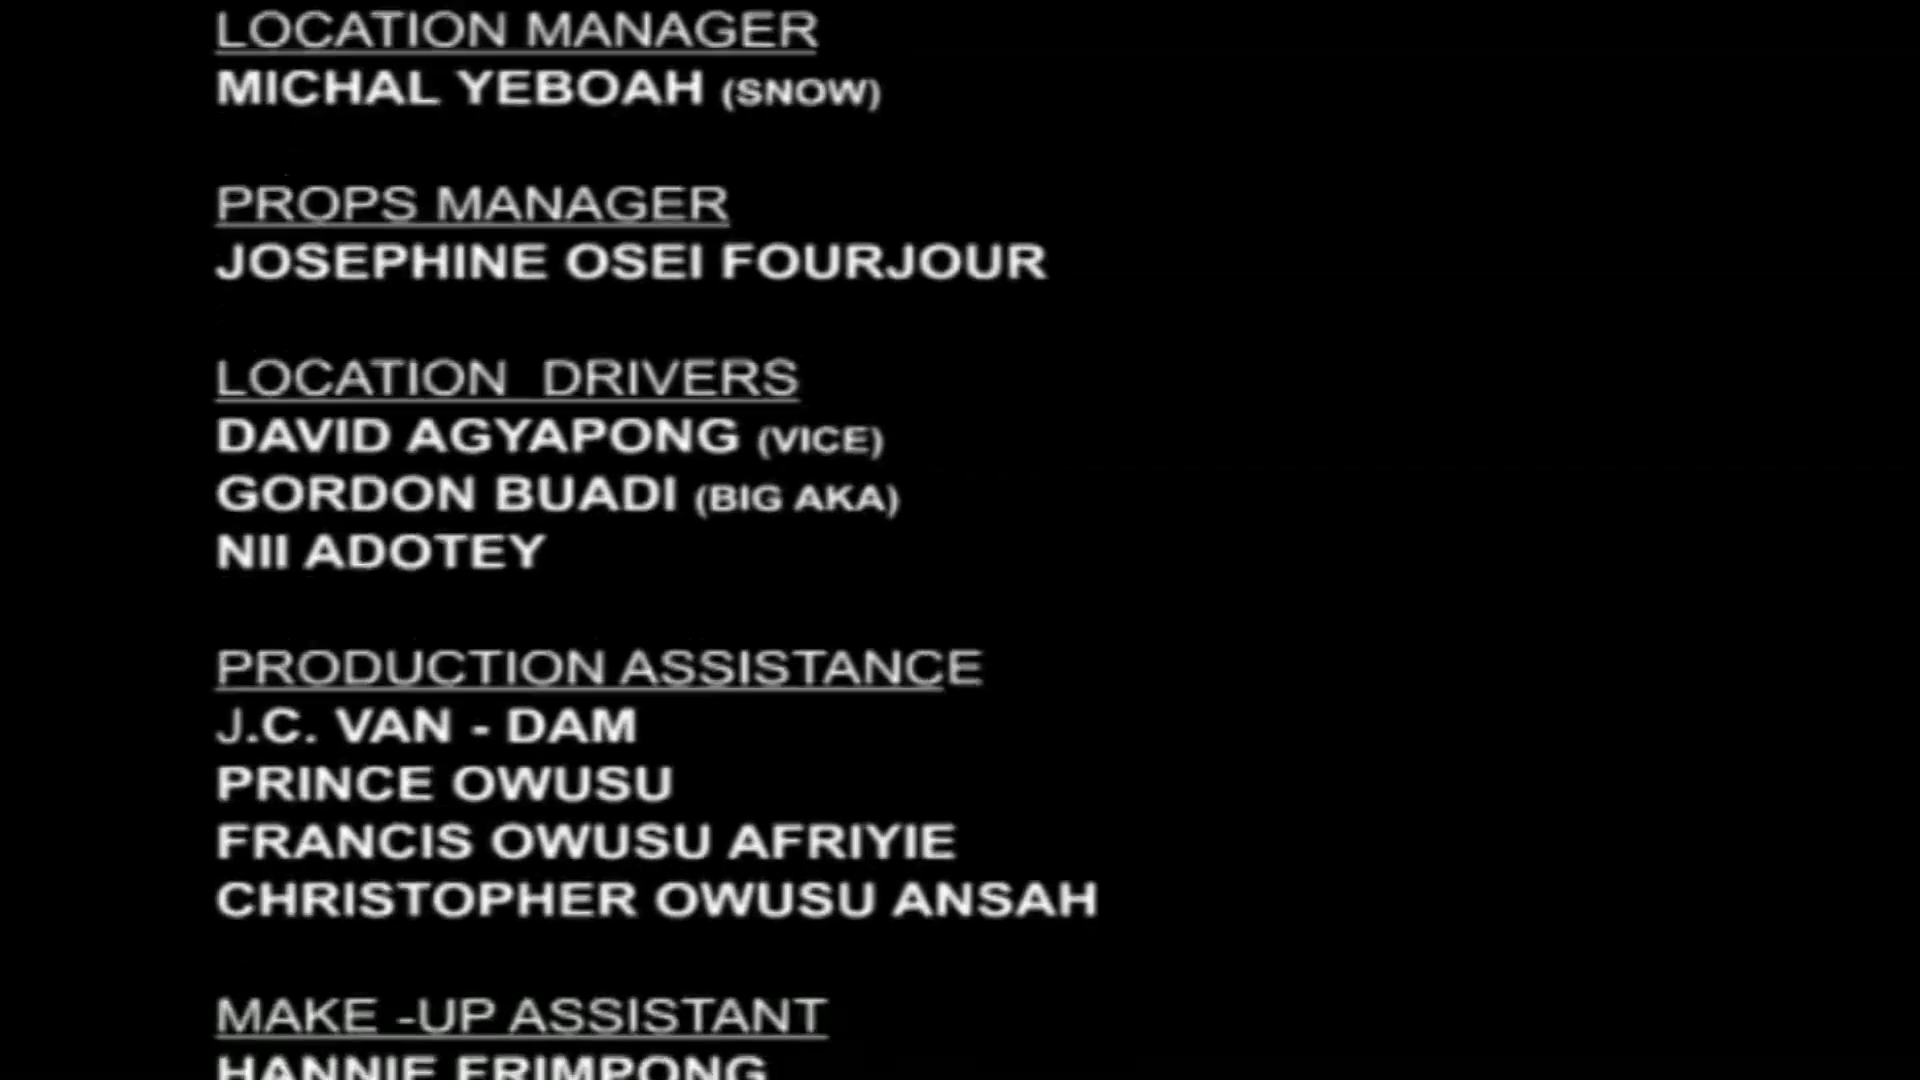 LOCATION MANAGER
MICHAL YEBOAH (SNOW)
PROPS MANAGER
JOSEPHINE OSEI FOURJOUR
LOCATION DRIVERS
DAVID AGYAPONG (VICE)
GORDON BUADI (BIG AKA)
NII ADOTEY
PRODUCTION ASSISTANCE
J.C. VAN - DAM
PRINCE OWUSU
FRANCIS OWUSU AFRIYIE
CHRISTOPHER OWUSU ANSAH
MAKE -UP ASSISTANT
HANNIE FRIMPONG